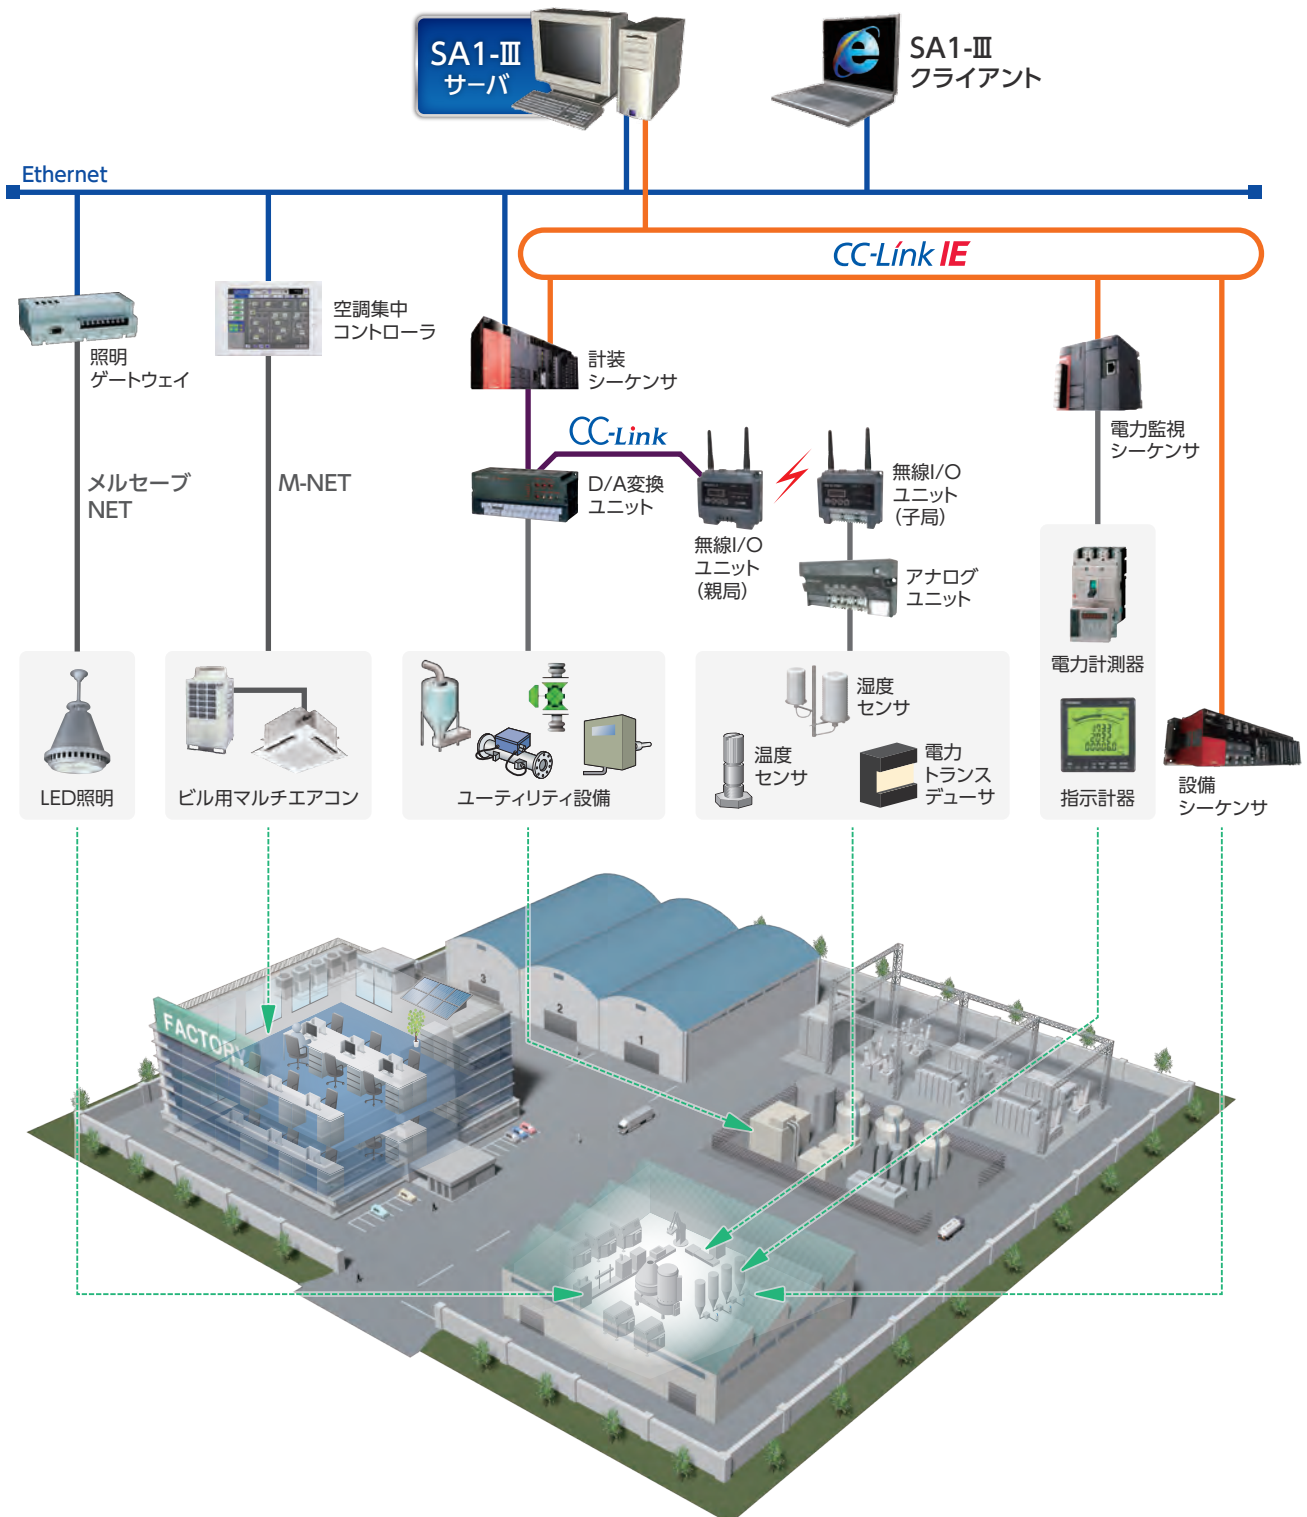 SA1-Ⅲ
サーバ
SA1-Ⅲ
クライアント
Ethernet
CC-Link IE
照明
ゲートウェイ
空調集中
コントローラ
計装
シーケンサ
電力監視
シーケンサ
メルセーブ
NET
M-NET
CC-Link
D/A変換
ユニット
無線I/O
ユニット
(親局)
無線I/O
ユニット
(子局)
アナログ
ユニット
LED照明
ビル用マルチエアコン
ユーティリティ設備
湿度
センサ
温度
センサ
電力
トランス
デューサ
電力計測器
指示計器
設備
シーケンサ
FACTORY
3
2
1